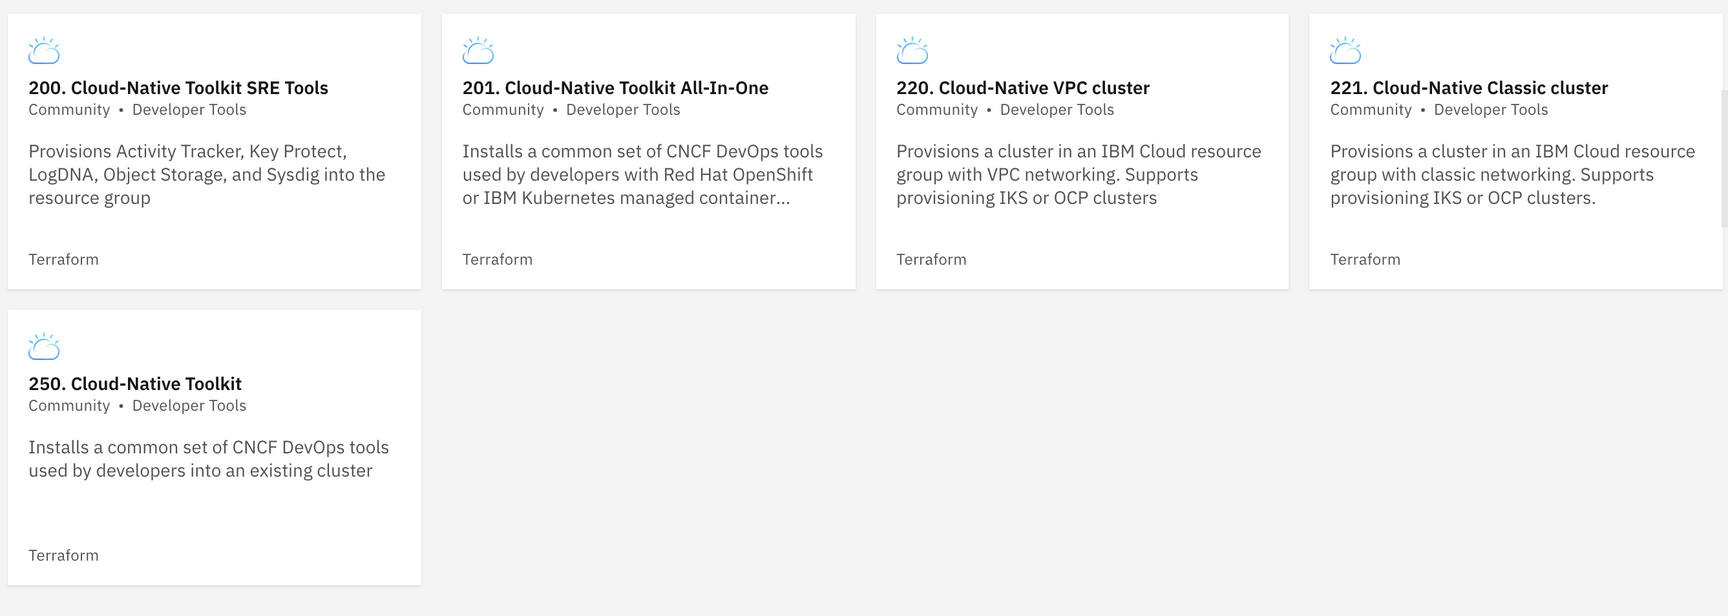 200. Cloud-Native Toolkit SRE Tools
Community • Developer Tools
Provisions Activity Tracker, Key Protect,
LogDNA, Object Storage, and Sysdig into the
resource group
Terraform
201. Cloud-Native Toolkit All-In-One
Community • Developer Tools
Installs a common set of CNCF DevOps tools
used by developers with Red Hat OpenShift
or IBM Kubernetes managed container...
Terraform
220. Cloud-Native VPC cluster
Community • Developer Tools
Provisions a cluster in an IBM Cloud resource
group with VPC networking. Supports
provisioning IKS or OCP clusters
Terraform
221. Cloud-Native Classic cluster
Community • Developer Tools
Provisions a cluster in an IBM Cloud resource
group with classic networking. Supports
provisioning IKS or OCP clusters.
Terraform
250. Cloud-Native Toolkit
Community • Developer Tools
Installs a common set of CNCF DevOps tools
used by developers into an existing cluster
Terraform